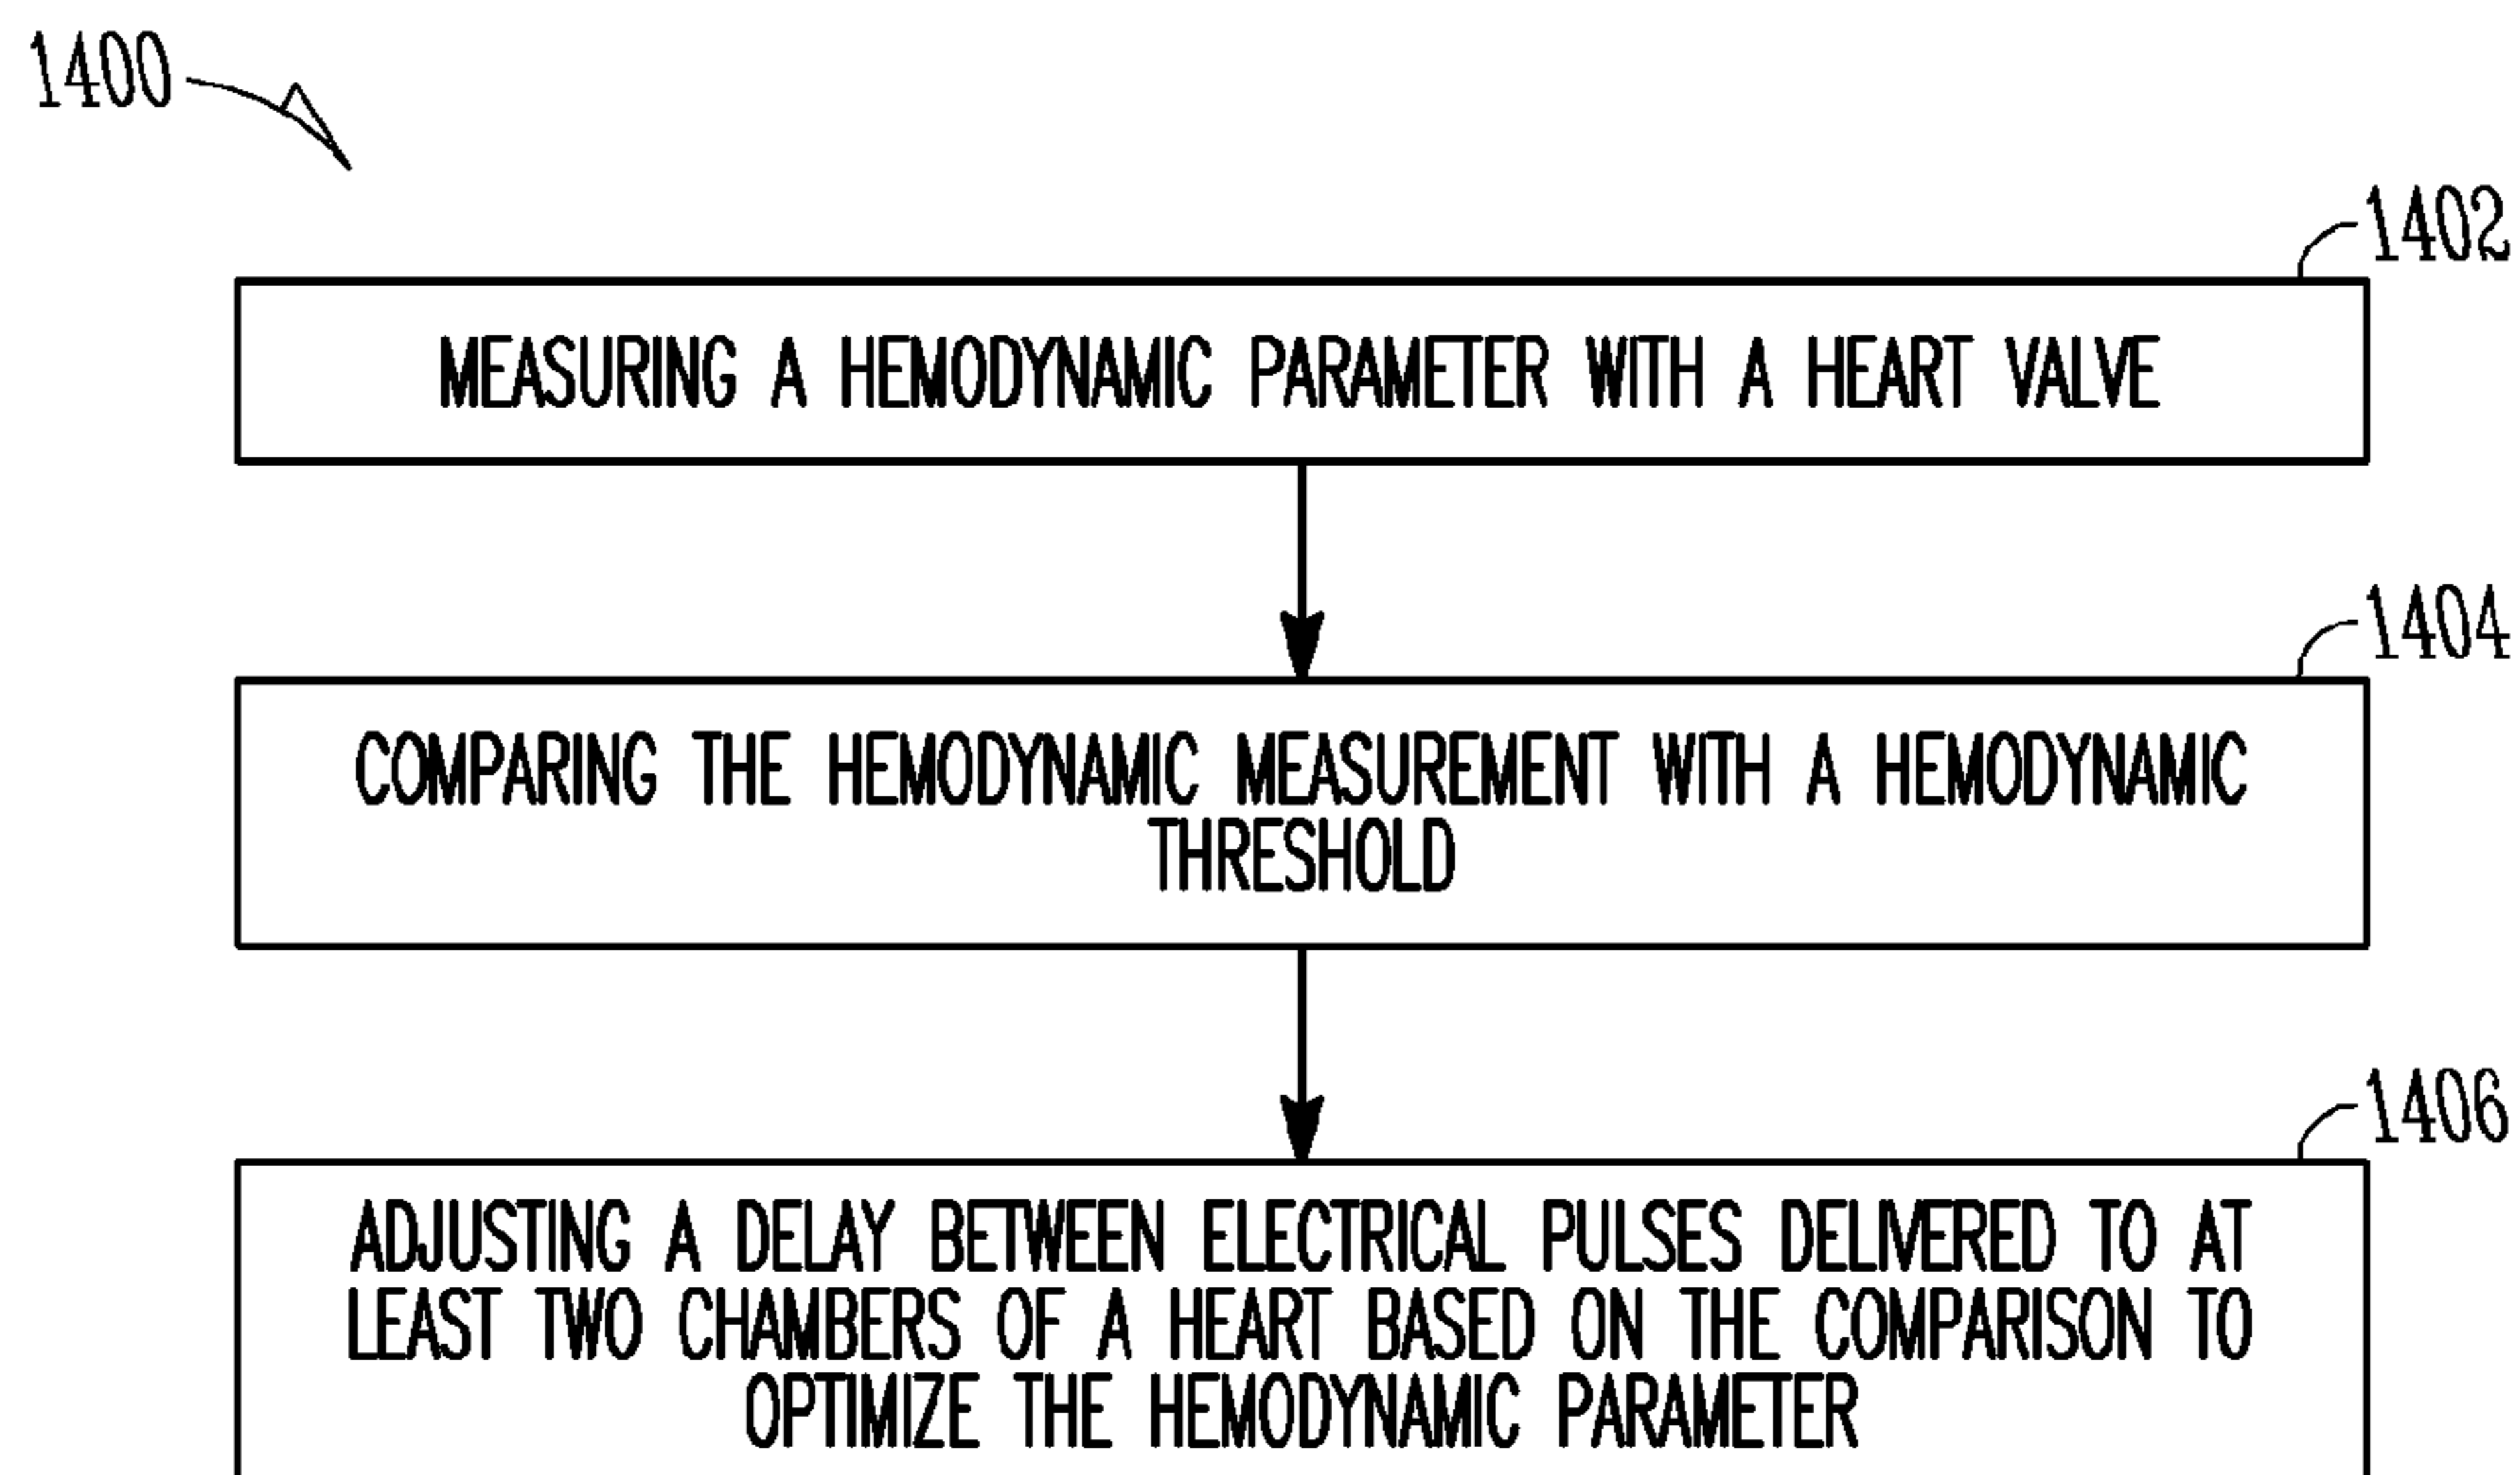 1400
1402
MEASURING A HEMODYNAMIC PARAMETER WITH A HEART VALVE
1404
COMPARING THE HEMODYNAMIC MEASUREMENT WITH A HEMODYNAMIC
THRESHOLD
1406
ADJUSTING A DELAY BETWEEN ELECTRICAL PULSES DELIVERED TO AT
LEAST TWO CHAMBERS OF A HEART BASED ON THE COMPARISON TO
OPTIMIZE THE HEMODYNAMIC PARAMETER